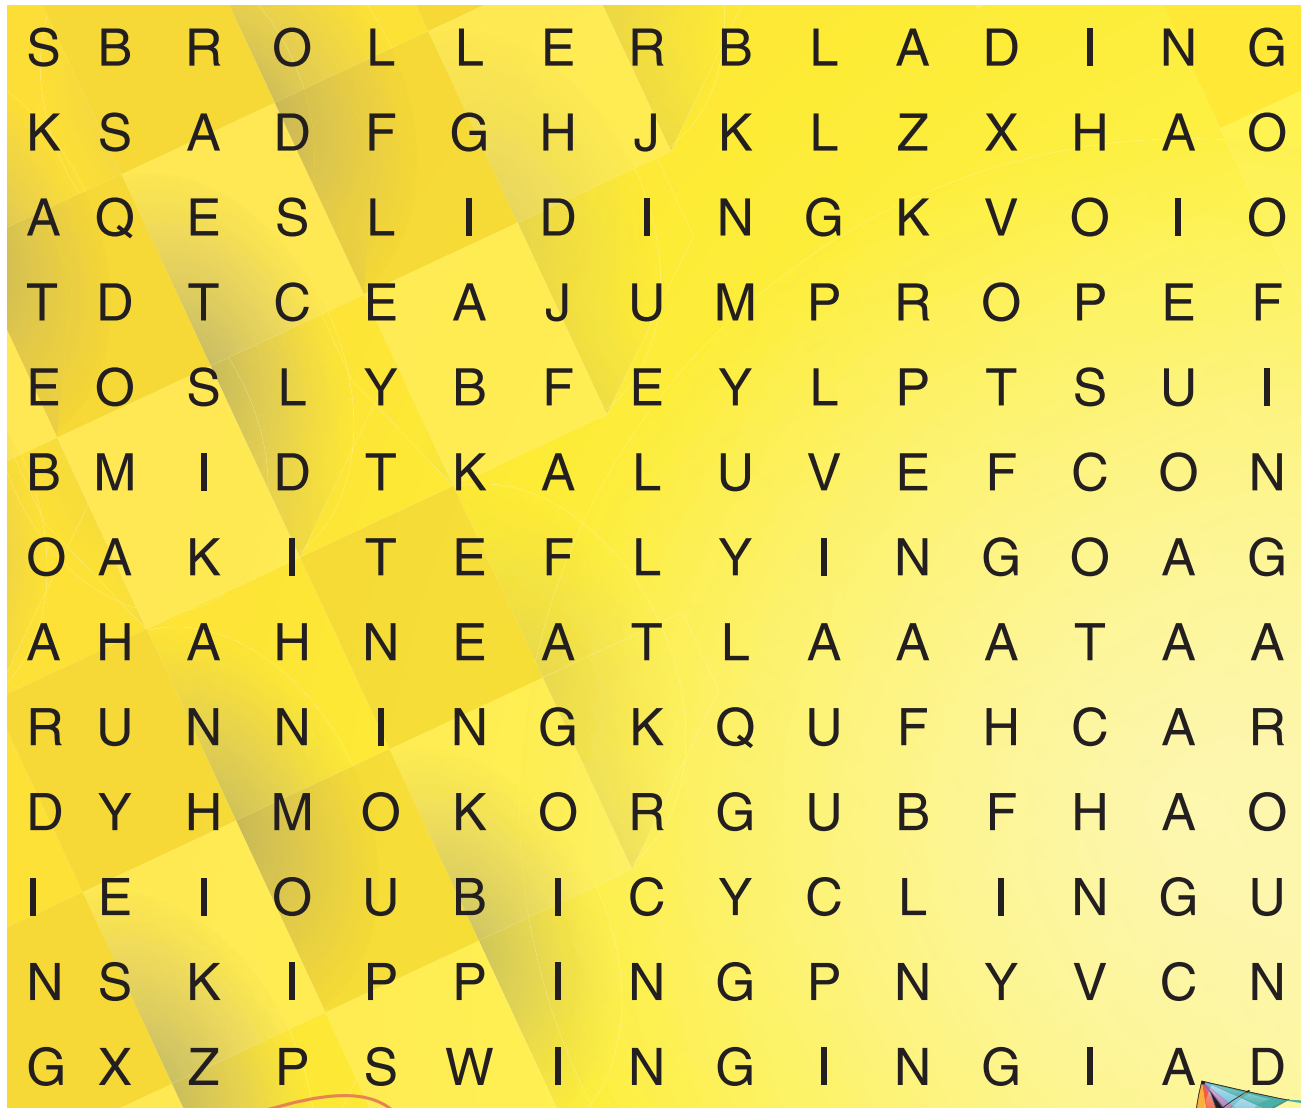 S B R O L L E R B L A D I N G
K S A D F G H J K L Z X H A O
A Q E S L I D I N G K V O I O
T D T C E A J U M P R O P E F
E O S L Y B F E Y L P T S U I
B M I D T K A L U V E F C O N
O A K I T E F L Y I N G O A G
A H A H N E A T L A A A T A A
R U N N I N G K Q U F H C A R
D Y H M O K O R G U B F H A O
I E I O U B I C Y C L I N G U
N S K I P P I N G P N Y V C N
G X Z P S W I N G I N G I A D